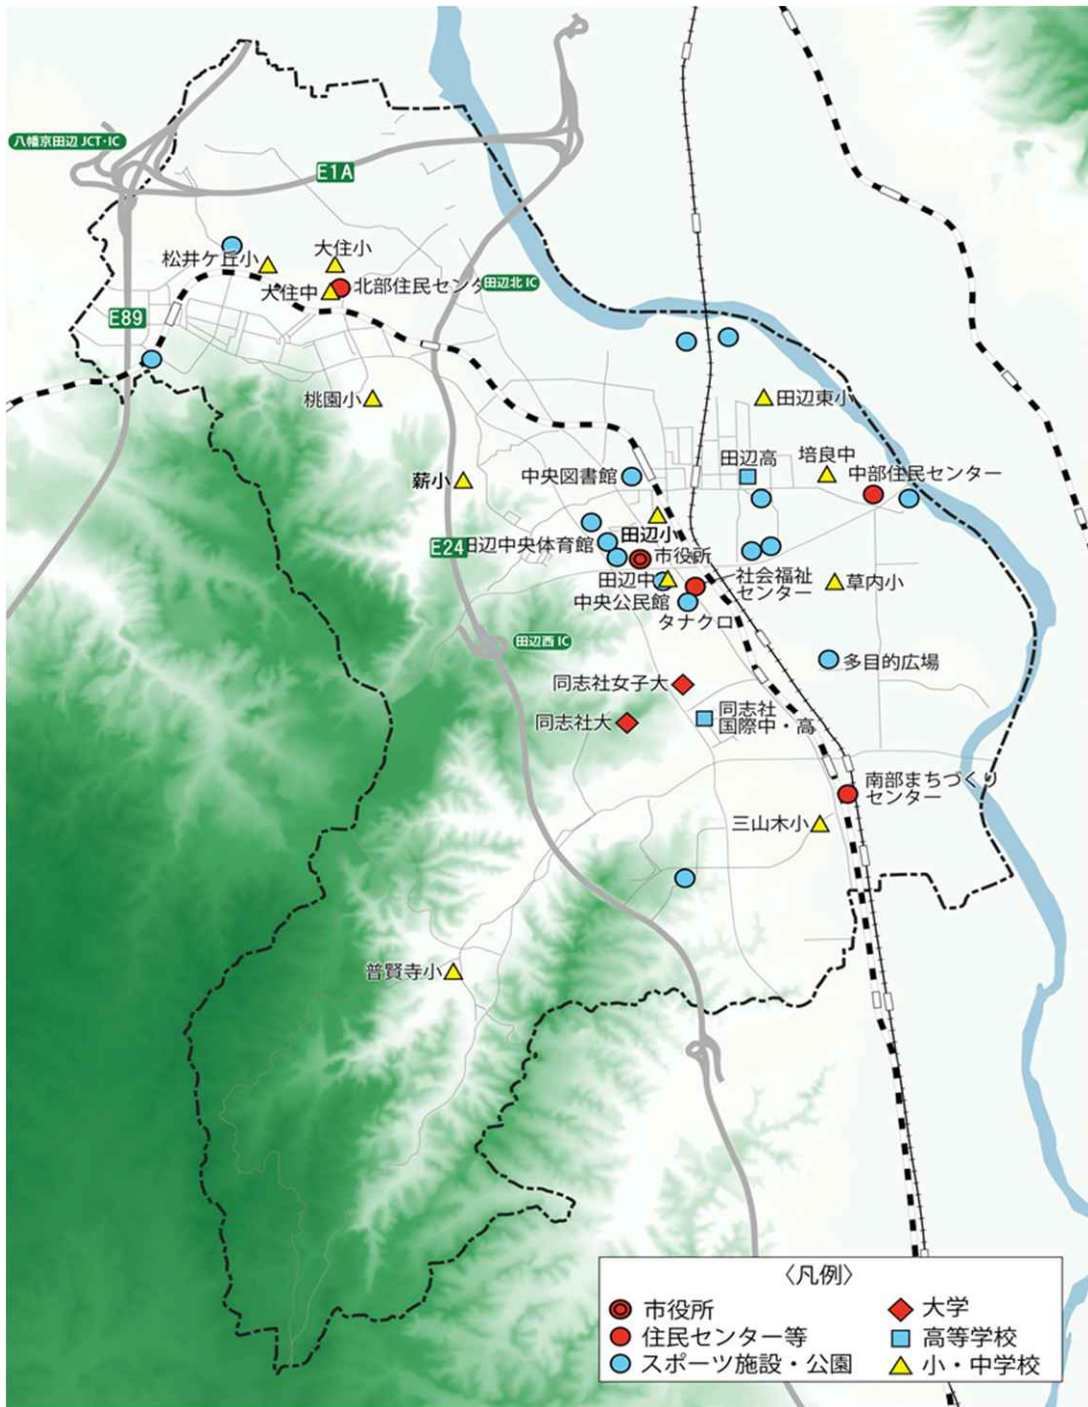 八幡京田辺 JCT・IC
E1A
松井ケ丘小
大住小
大住中
北部住民センタ
田辺北 IC
E89
桃園小
田辺東小
薪小
中央図書館
田辺高
培良中
中部住民センター
田辺小
E24
田辺中央体育館
市役所
田辺中
中央公民館
タナクロ
社会福祉
センター
草内小
田辺西 IC
多目的広場
同志社女子大
同志社大
同志社
国際中・高
南部まちづくり
センター
三山木小
普賢寺小
〈凡例〉
市役所
大学
住民センター等
高等学校
スポーツ施設・公園
小・中学校